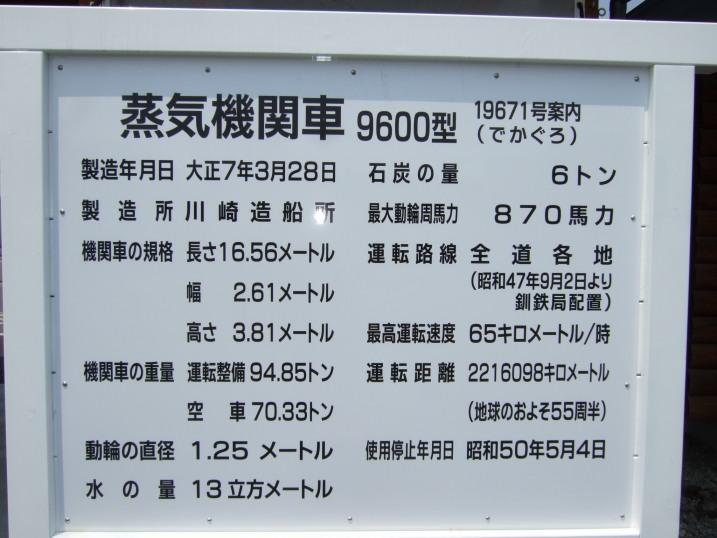 蒸気機関車 9600型 19671号案内
(でかぐろ)
製造年月日 大正7年3月28日
製造所 川崎造船所
機関車の規格 長さ16.56メートル
幅 2.61メートル
高さ 3.81メートル
機関車の重量 運転整備 94.85トン
空車 70.33トン
動輪の直径 1.25メートル
水の量 13立方メートル
石炭の量 6トン
最大動輪周馬力 870馬力
運転路線 全道各地
(昭和47年9月2日より
釧鉄局配置)
最高運転速度 65キロメートル/時
運転距離 2216098キロメートル
(地球のおよそ55周半)
使用停止年月日 昭和50年5月4日